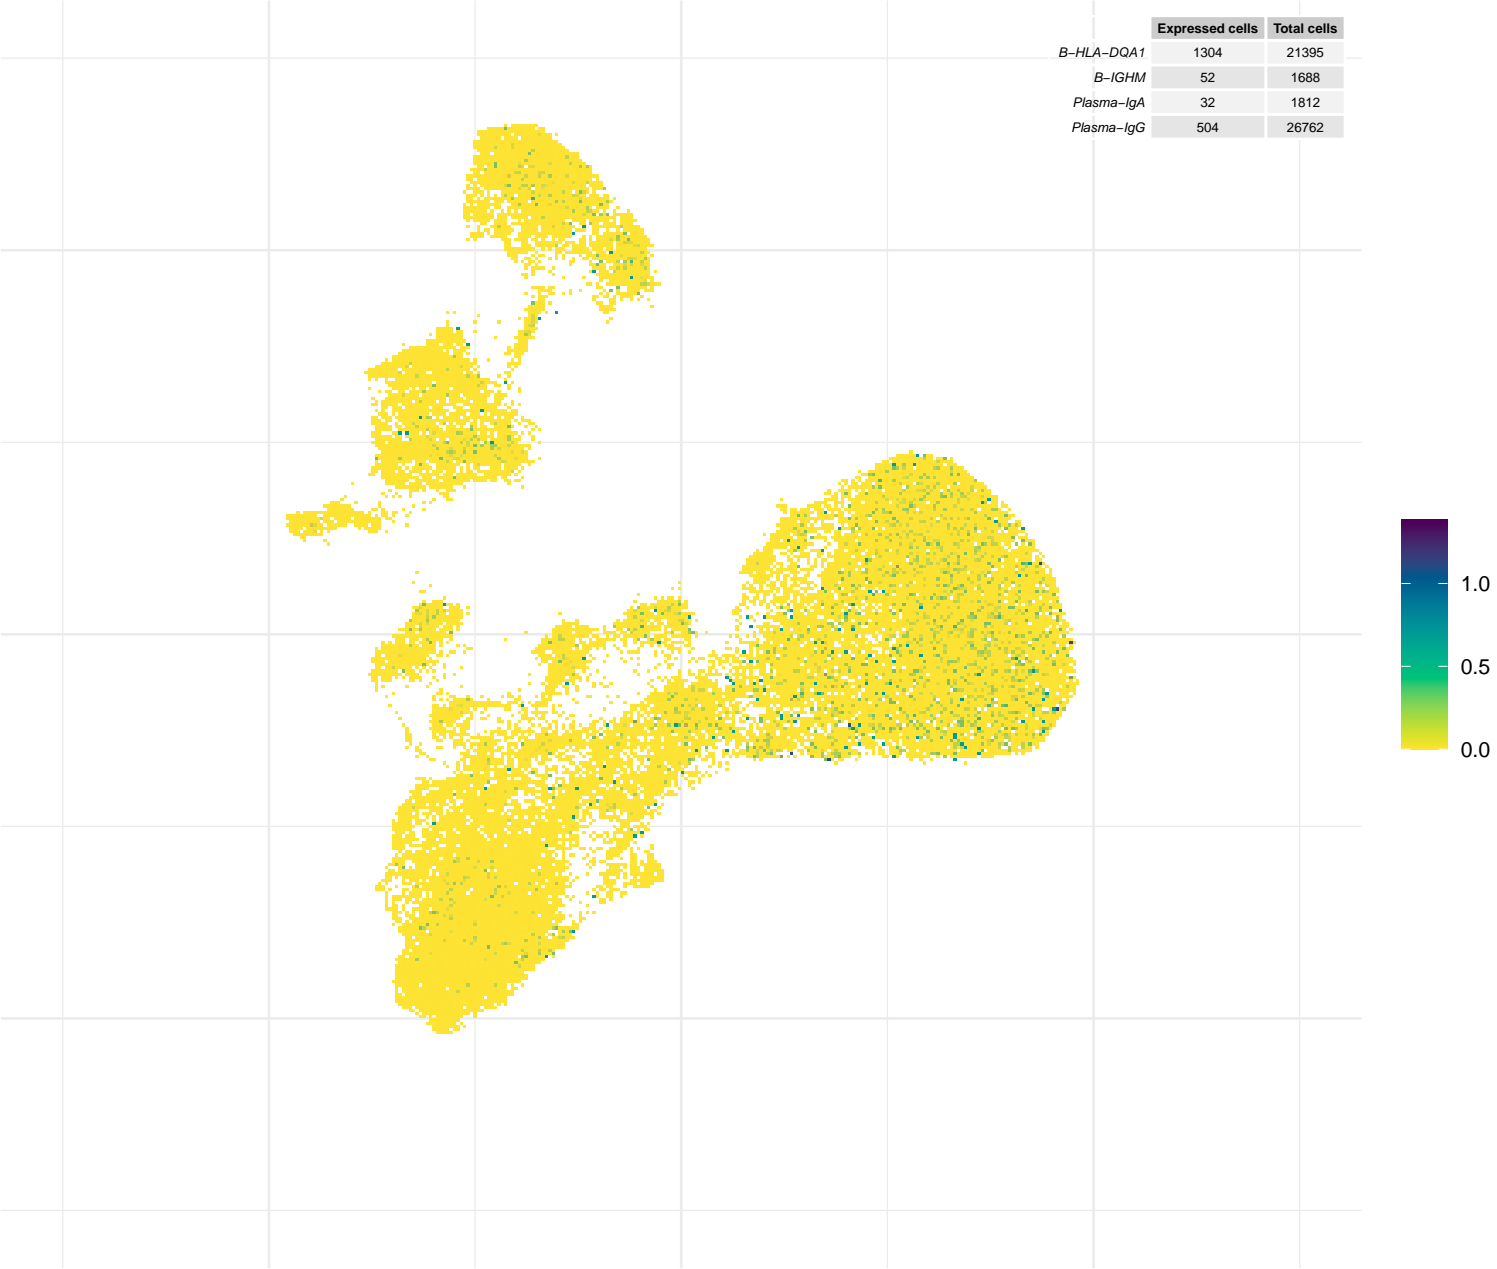 Expressed cells Total cells
B−HLA−DQA1 1304 21395
B−IGHM 52 1688
Plasma−IgA 32 1812
Plasma−IgG 504 26762
1.0
0.5
0.0